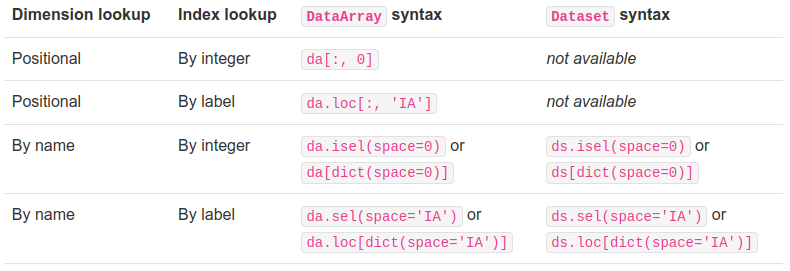 Dimension lookup Index lookup DataArray syntax Dataset syntax
Positional By integer da[:, 0] not available
Positional By label da.loc[:, 'IA'] not available
By name By integer da.isel(space=0) or ds.isel(space=0) or
da[dict(space=0)] ds[dict(space=0)]
By name By label da.sel(space='IA') or ds.sel(space='IA') or
da.loc[dict(space='IA')] ds.loc[dict(space='IA')]